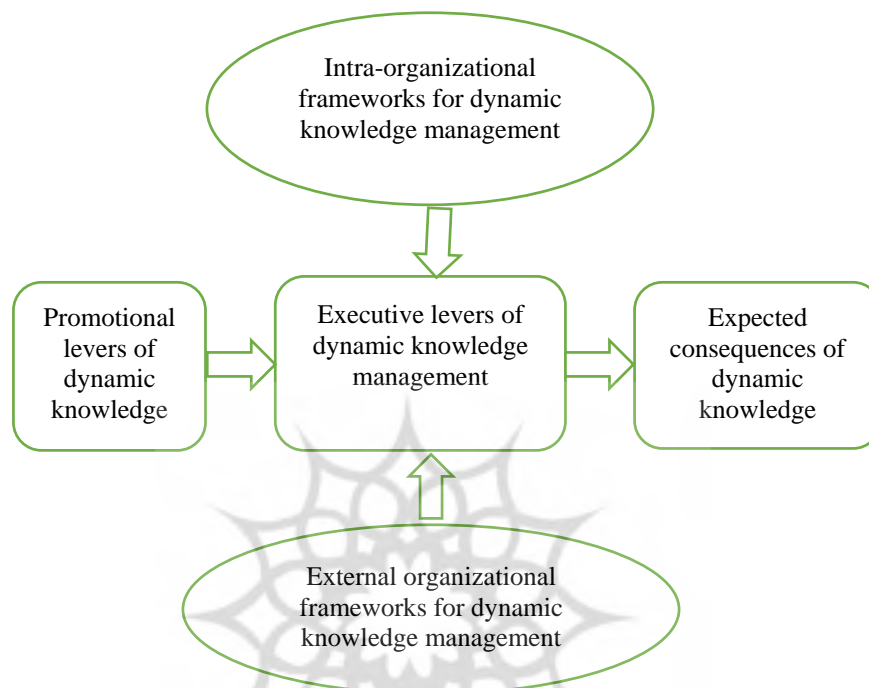 Intra-organizational
frameworks for dynamic
knowledge management
Promotional
levers of
dynamic
knowledge
Executive levers of
dynamic knowledge
management
Expected
consequences of
dynamic
knowledge
External organizational
frameworks for dynamic
knowledge management